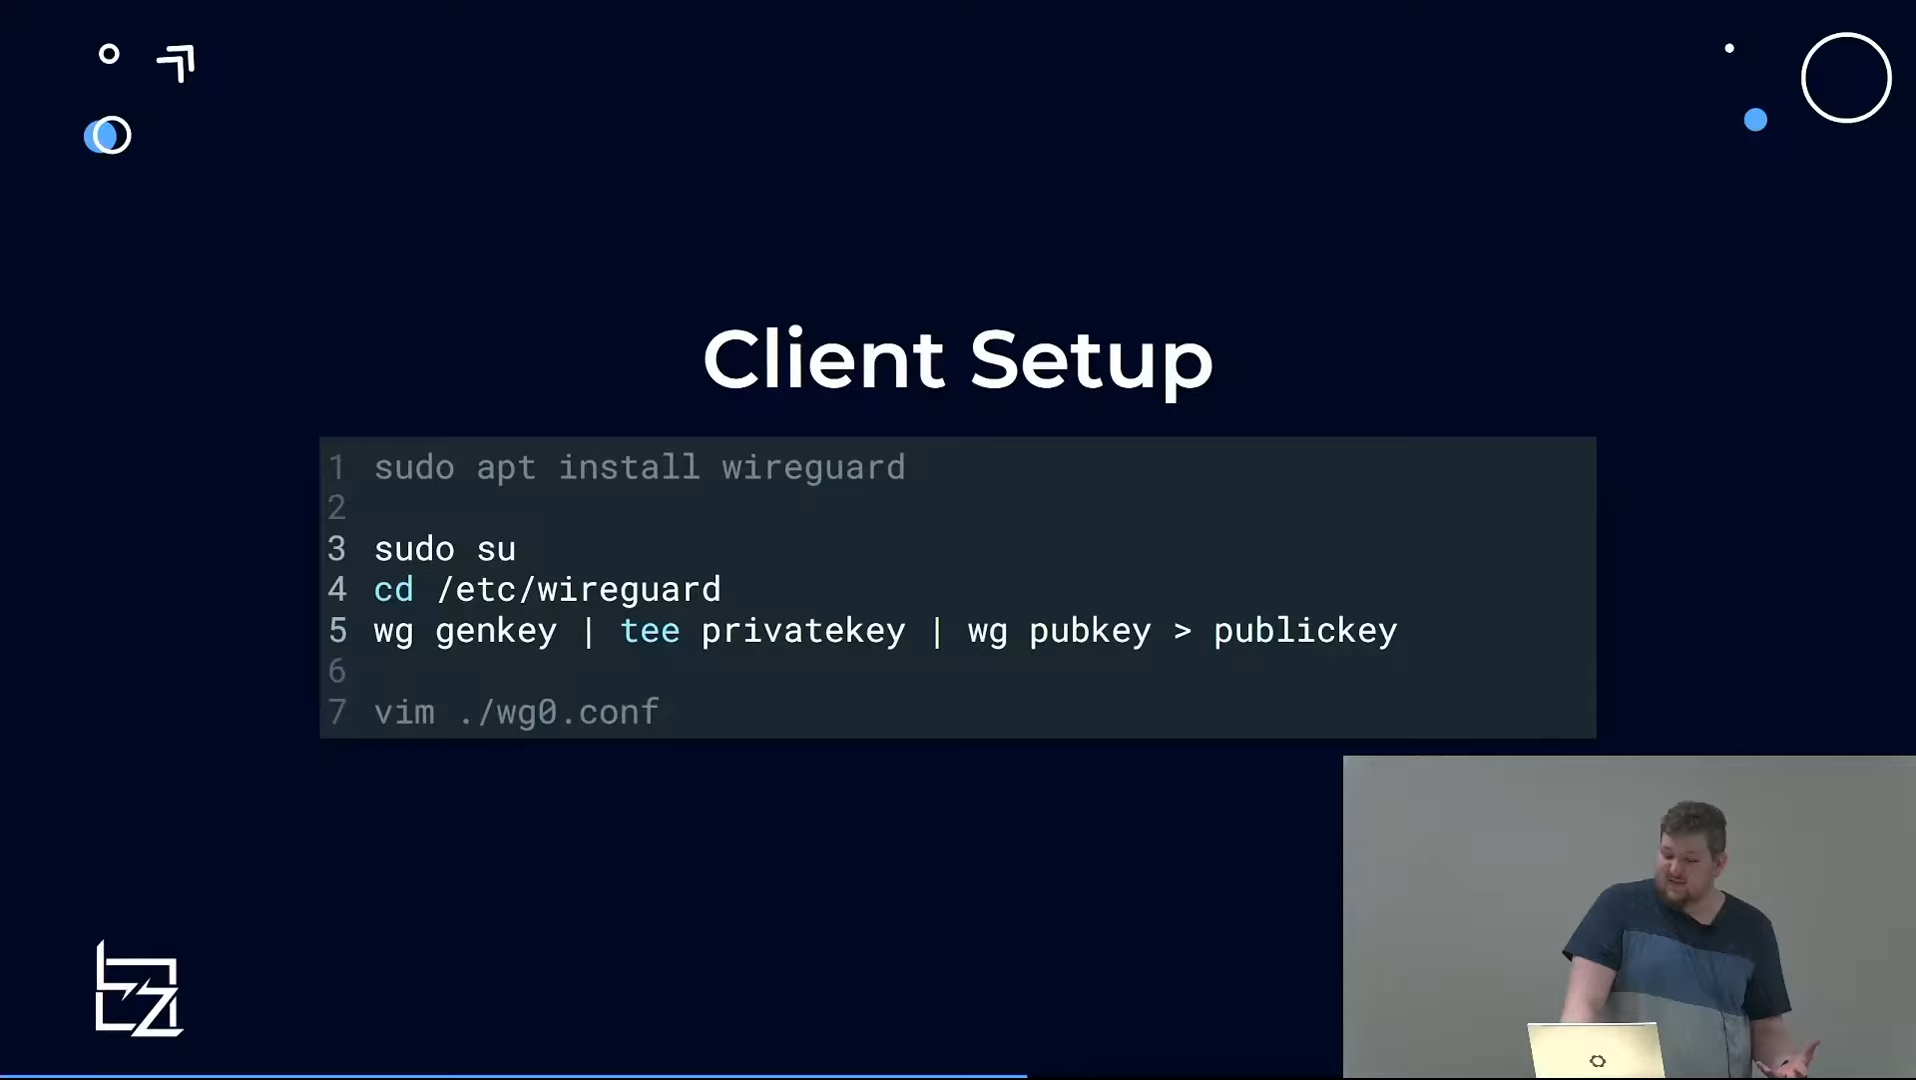 Client Setup
1 sudo apt install wireguard
2
3 sudo su
4 cd /etc/wireguard
5 wg genkey | tee privatekey | wg pubkey > publickey
6
7 vim ./wg0.conf